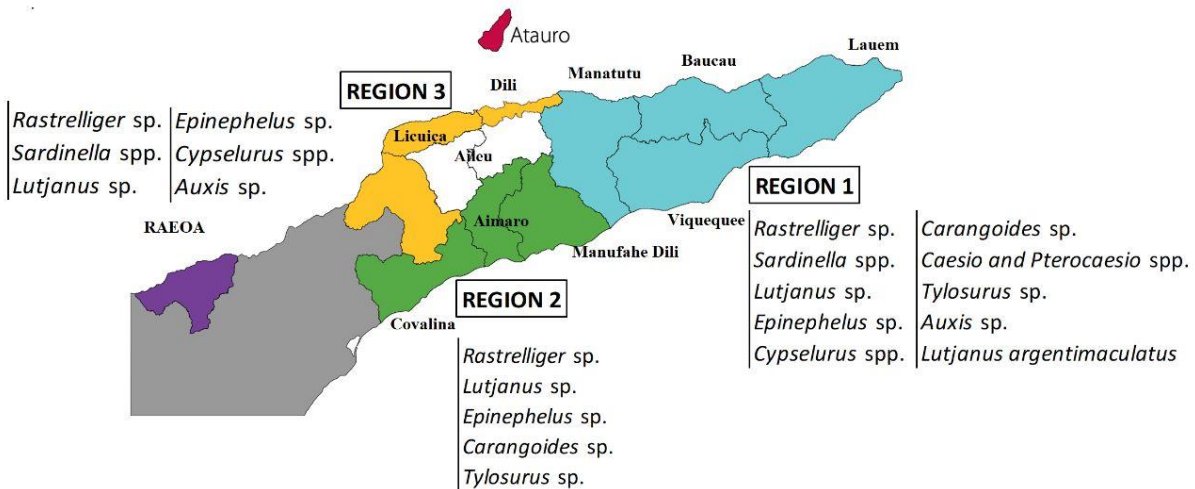 Atauro
Lauem
Baucau
Manatutu
Dili
REGION 3
Licuica
Aileu
Rastrelliger sp.
Sardinella spp.
Lutjanus sp.
Epinephelus sp.
Cypselurus spp.
Auxis sp.
RAEOA
Aimaro
Viquequee
Manufahe Dili
Covalina
REGION 1
Rastrelliger sp.
Sardinella spp.
Lutjanus sp.
Epinephelus sp.
Cypselurus spp.
Carangoides sp.
Caesio and Pterocaesio spp.
Tylosurus sp.
Auxis sp.
Lutjanus argentimaculatus
REGION 2
Rastrelliger sp.
Lutjanus sp.
Epinephelus sp.
Carangoides sp.
Tylosurus sp.